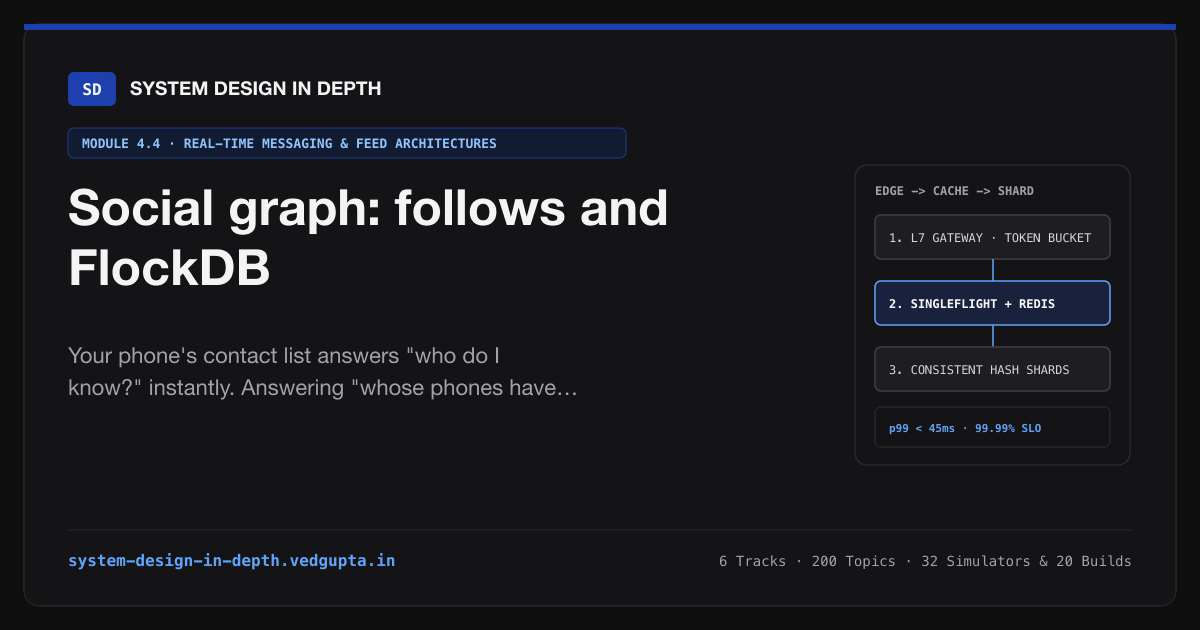 SD SYSTEM DESIGN IN DEPTH
MODULE 4.4 · REAL-TIME MESSAGING & FEED ARCHITECTURES
Social graph: follows and
FlockDB
Your phone's contact list answers "who do I
know?" instantly. Answering "whose phones have…
EDGE -> CACHE -> SHARD
1. L7 GATEWAY · TOKEN BUCKET
2. SINGLEFLIGHT + REDIS
3. CONSISTENT HASH SHARDS
p99 < 45ms · 99.99% SLO
system-design-in-depth.vedgupta.in
6 Tracks · 200 Topics · 32 Simulators & 20 Builds